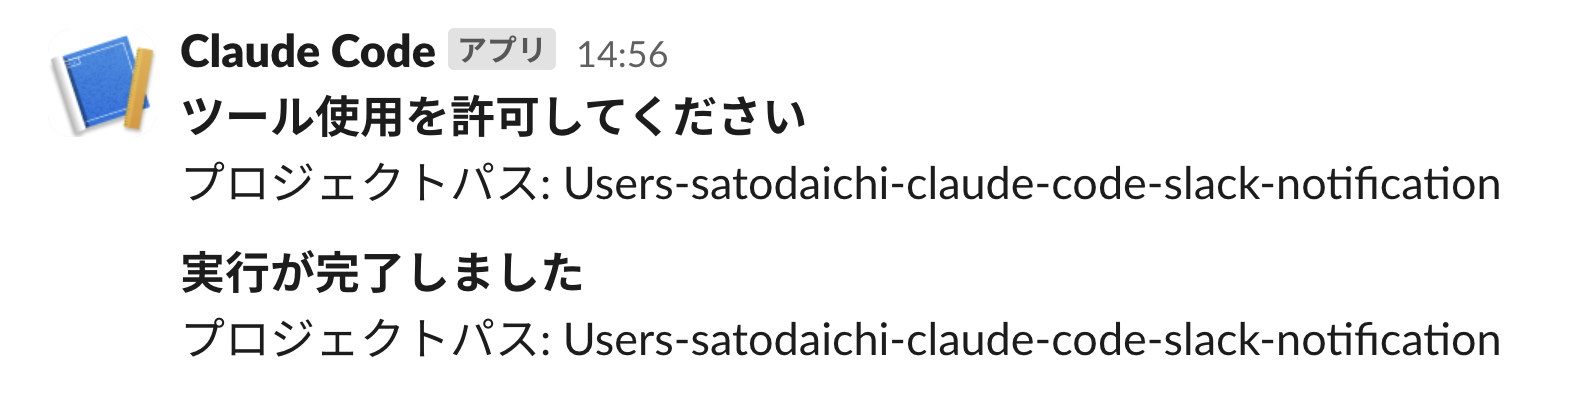 Claude Code アプリ 14:56
ツール使用を許可してください
プロジェクトパス: Users-satodaichi-claude-code-slack-notification
実行が完了しました
プロジェクトパス: Users-satodaichi-claude-code-slack-notification